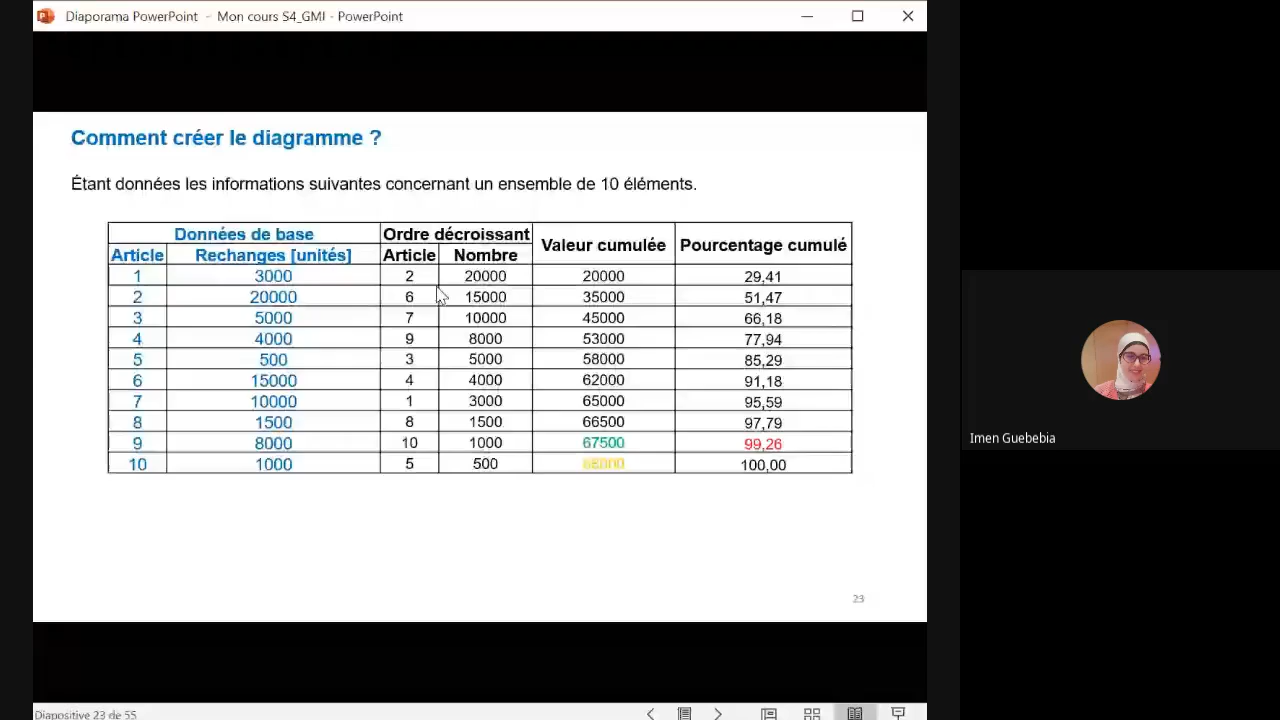 Diaporama PowerPoint - Mon cours S4_GMI - PowerPoint
Comment créer le diagramme ?
Étant données les informations suivantes concernant un ensemble de 10 éléments.
Données de base Ordre décroissant Valeur cumulée Pourcentage cumulé
Article Rechanges [unités] Article Nombre
1 3000 2 20000 20000 29,41
2 20000 6 15000 35000 51,47
3 5000 7 10000 45000 66,18
4 4000 9 8000 53000 77,94
5 500 3 5000 58000 85,29
6 15000 4 4000 62000 91,18
7 10000 1 3000 65000 95,59
8 1500 8 1500 66500 97,79
9 8000 10 1000 67500 99,26
10 1000 5 500 68000 100,00
23
Diapositive 23 de 55
Imen Guebebia